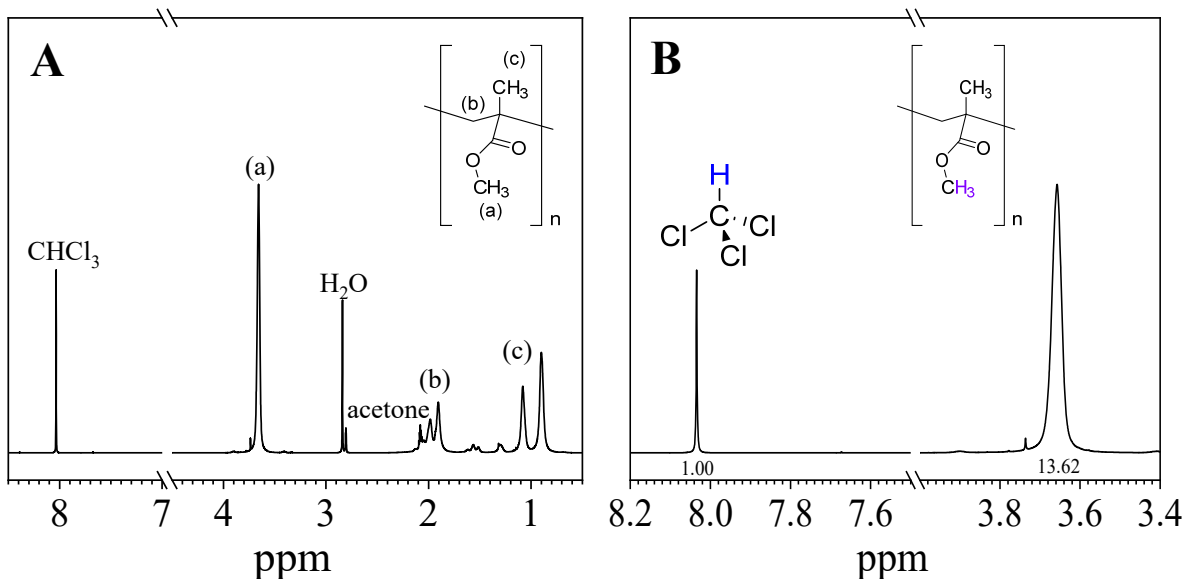 A
(c)
CH3
(b)
O
O
CH3
(a)
n
(a)
CHCl3
H2O
(c)
(b)
acetone
8 7 4 3 2 1
ppm
B
CH3
O
O
CH3
n
H
C
Cl
Cl
Cl
1.00
13.62
8.2 8.0 7.8 7.6 3.8 3.6 3.4
ppm